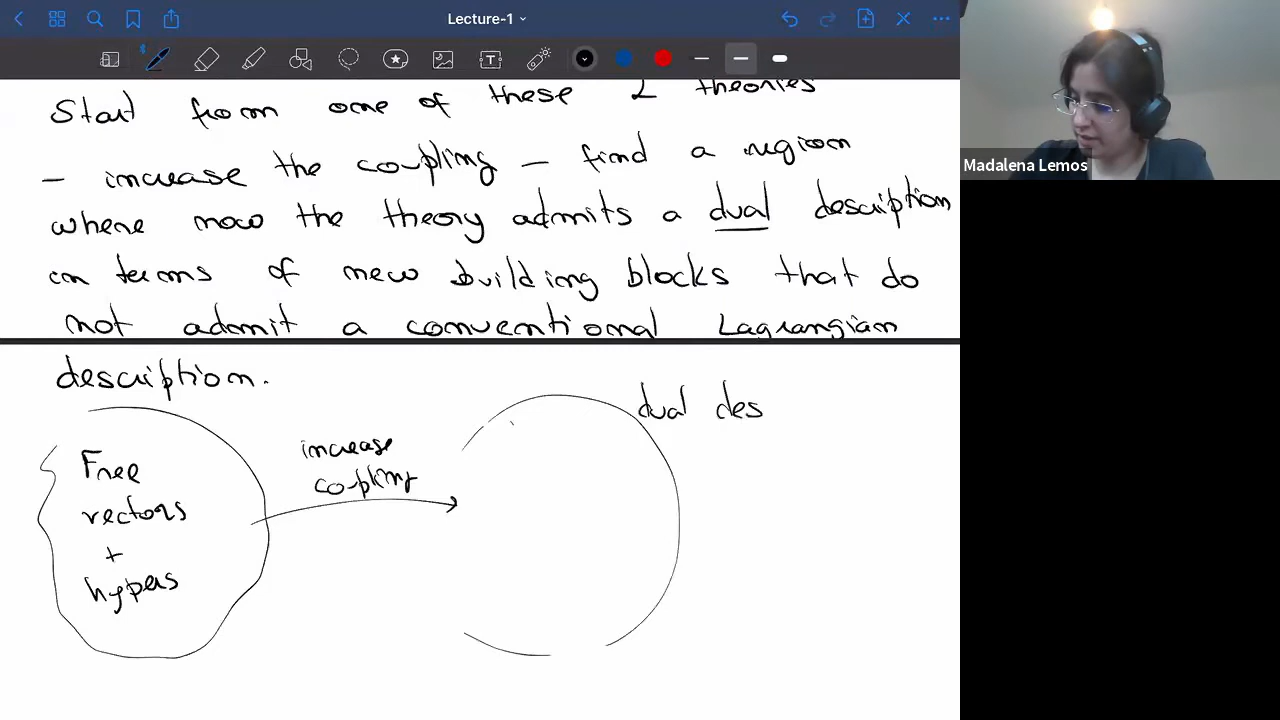 Lecture-1
Madalena Lemos
Start from one of these 2 theories
- increase the coupling - find a region
where now the theory admits a dual description
in terms of new building blocks that do
not admit a conventional Lagrangian
description.
dual des
increase
coupling
Free
vectors
+
hypers